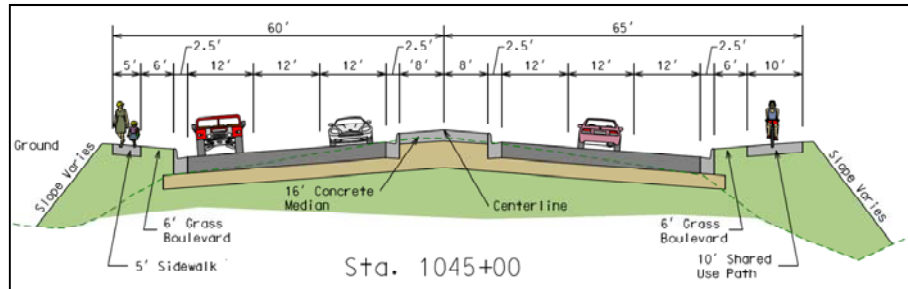 60' 65'
2.5' 2.5' 2.5' 2.5'
5' 6' 12' 12' 12' '8' 8' 12' 12' 12' 6' 10'
Ground
Slope Varies
Slope Varies
16' Concrete
Median
Centerline
6' Grass
Boulevard
6' Grass
Boulevard
5' Sidewalk
10' Shared
Use Path
Sta. 1045+00